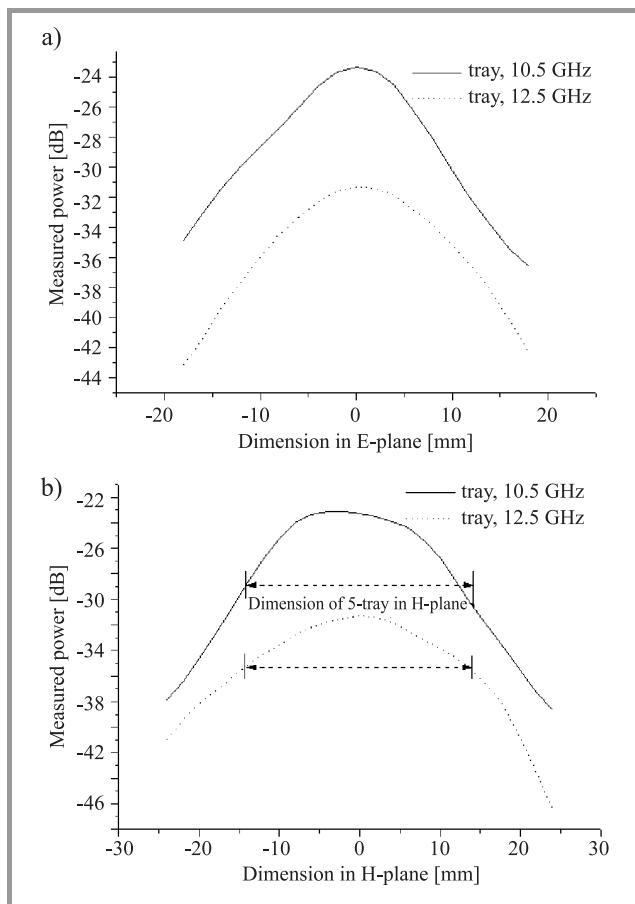 a)
tray, 10.5 GHz
tray, 12.5 GHz
-24
-26
-28
-30
-32
-34
-36
-38
-40
-42
-44
Measured power [dB]
-20 -10 0 10 20
Dimension in E-plane [mm]
b)
tray, 10.5 GHz
tray, 12.5 GHz
-22
-26
-30
-34
-38
-42
-46
Measured power [dB]
Dimension of 5-tray in H-plane
-30 -20 -10 0 10 20 30
Dimension in H-plane [mm]